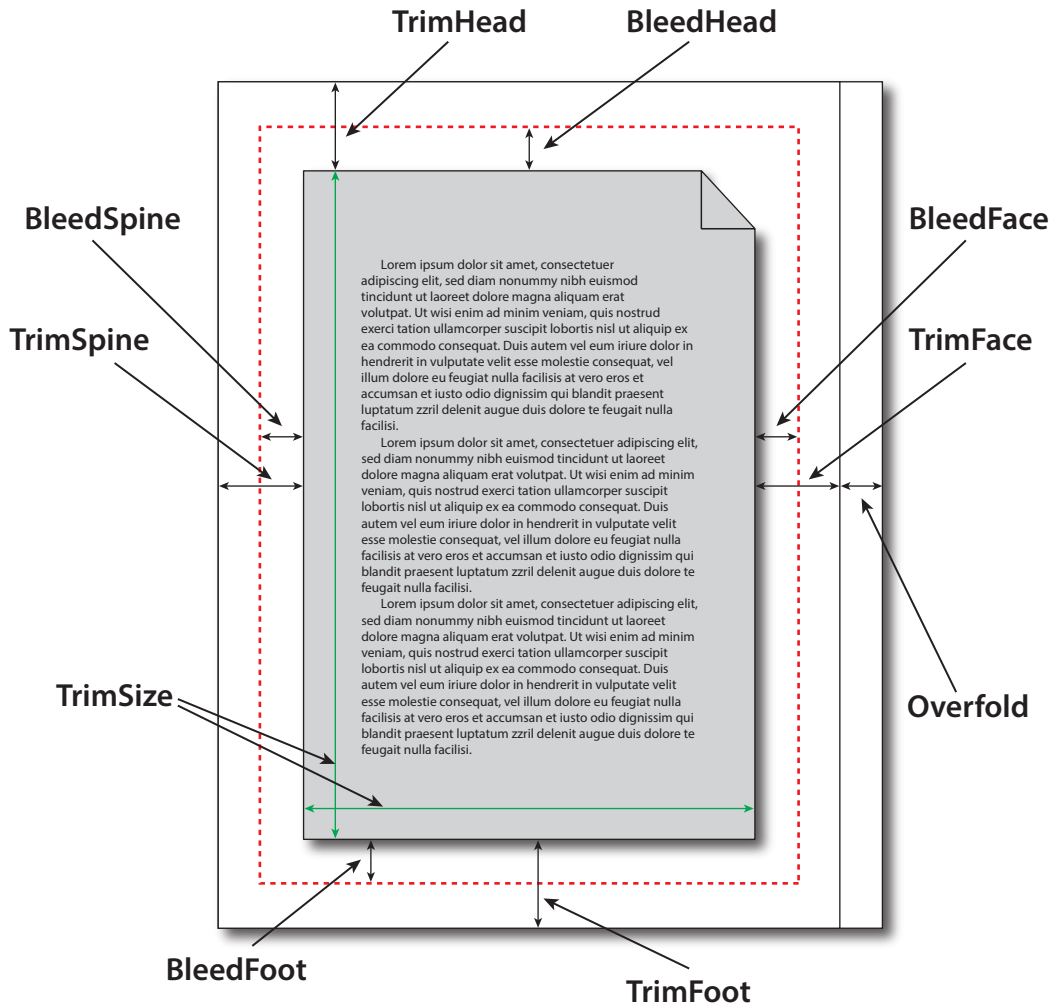 TrimHead
BleedHead
BleedSpine
BleedFace
TrimSpine
TrimFace
Lorem ipsum dolor sit amet, consectetuer
adipiscing elit, sed diam nonummy nibh euismod
tincidunt ut laoreet dolore magna aliquam erat
volutpat. Ut wisi enim ad minim veniam, quis nostrud
exerci tation ullamcorper suscipit lobortis nisl ut aliquip ex
ea commodo consequat. Duis autem vel eum iriure dolor in
hendrerit in vulputate velit esse molestie consequat, vel
illum dolore eu feugiat nulla facilisis at vero eros et
accumsan et iusto odio dignissim qui blandit praesent
luptatum zzril delenit augue duis dolore te feugait nulla
facilisi.
Lorem ipsum dolor sit amet, consectetuer adipiscing elit,
sed diam nonummy nibh euismod tincidunt ut laoreet
dolore magna aliquam erat volutpat. Ut wisi enim ad minim
veniam, quis nostrud exerci tation ullamcorper suscipit
lobortis nisl ut aliquip ex ea commodo consequat. Duis
autem vel eum iriure dolor in hendrerit in vulputate velit
esse molestie consequat, vel illum dolore eu feugiat nulla
facilisis at vero eros et accumsan et iusto odio dignissim qui
blandit praesent luptatum zzril delenit augue duis dolore te
feugait nulla facilisi.
Lorem ipsum dolor sit amet, consectetuer adipiscing elit,
sed diam nonummy nibh euismod tincidunt ut laoreet
dolore magna aliquam erat volutpat. Ut wisi enim ad minim
veniam, quis nostrud exerci tation ullamcorper suscipit
lobortis nisl ut aliquip ex ea commodo consequat. Duis
autem vel eum iriure dolor in hendrerit in vulputate velit
esse molestie consequat, vel illum dolore eu feugiat nulla
facilisis at vero eros et accumsan et iusto odio dignissim qui
blandit praesent luptatum zzril delenit augue duis dolore te
feugait nulla facilisi.
TrimSize
Overfold
BleedFoot
TrimFoot